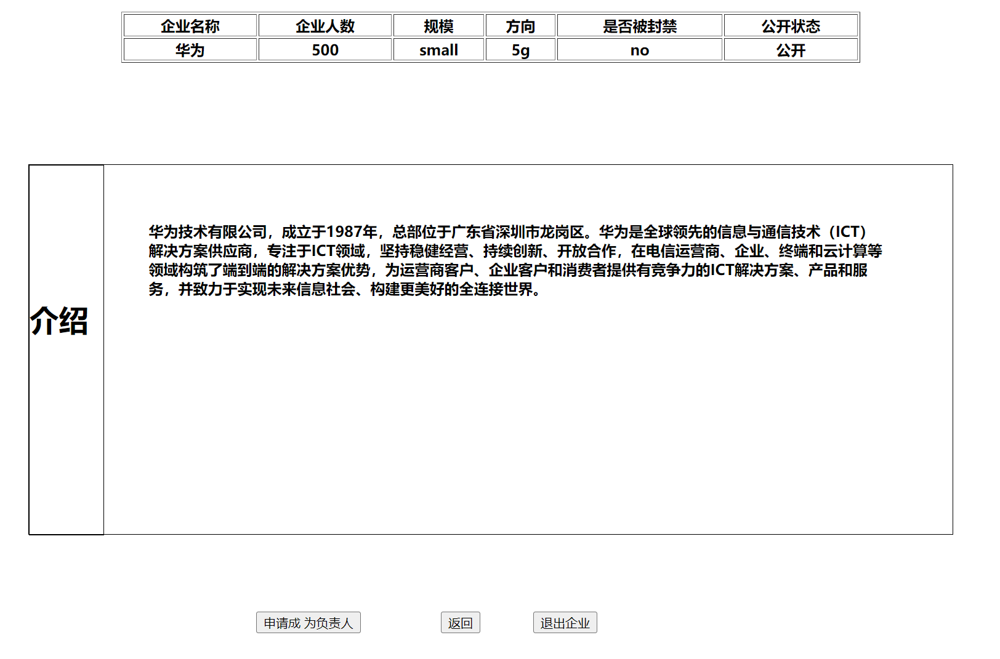 企业名称 企业人数 规模 方向 是否被封禁 公开状态
华为 500 small 5g no 公开
介绍
华为技术有限公司，成立于1987年，总部位于广东省深圳市龙岗区。华为是全球领先的信息与通信技术（ICT）
解决方案供应商，专注于ICT领域，坚持稳健经营、持续创新、开放合作，在电信运营商、企业、终端和云计算等
领域构筑了端到端的解决方案优势，为运营商客户、企业客户和消费者提供有竞争力的ICT解决方案、产品和服
务，并致力于实现未来信息社会、构建更美好的全连接世界。
申请成 为负责人 返回 退出企业